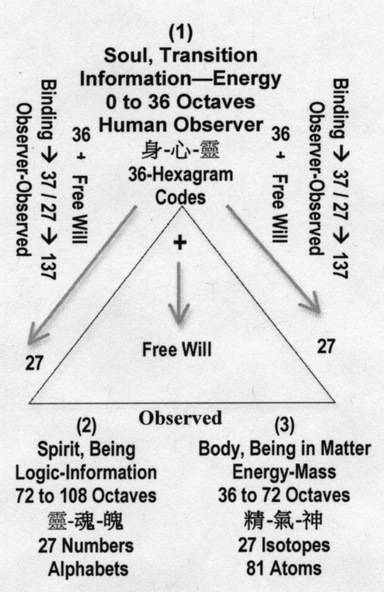 (1)
Soul, Transition
Information—Energy
0 to 36 Octaves
Human Observer
身-心-靈
36-Hexagram
Codes
Binding → 37 / 27 → 137
Observer-Observed
36 + Free Will
36 + Free Will
Binding → 37 / 27 → 137
Observer-Observed
+
Free Will
27
27
Observed
(2)
Spirit, Being
Logic-Information
72 to 108 Octaves
靈-魂-魄
27 Numbers
Alphabets
(3)
Body, Being in Matter
Energy-Mass
36 to 72 Octaves
精-氣-神
27 Isotopes
81 Atoms